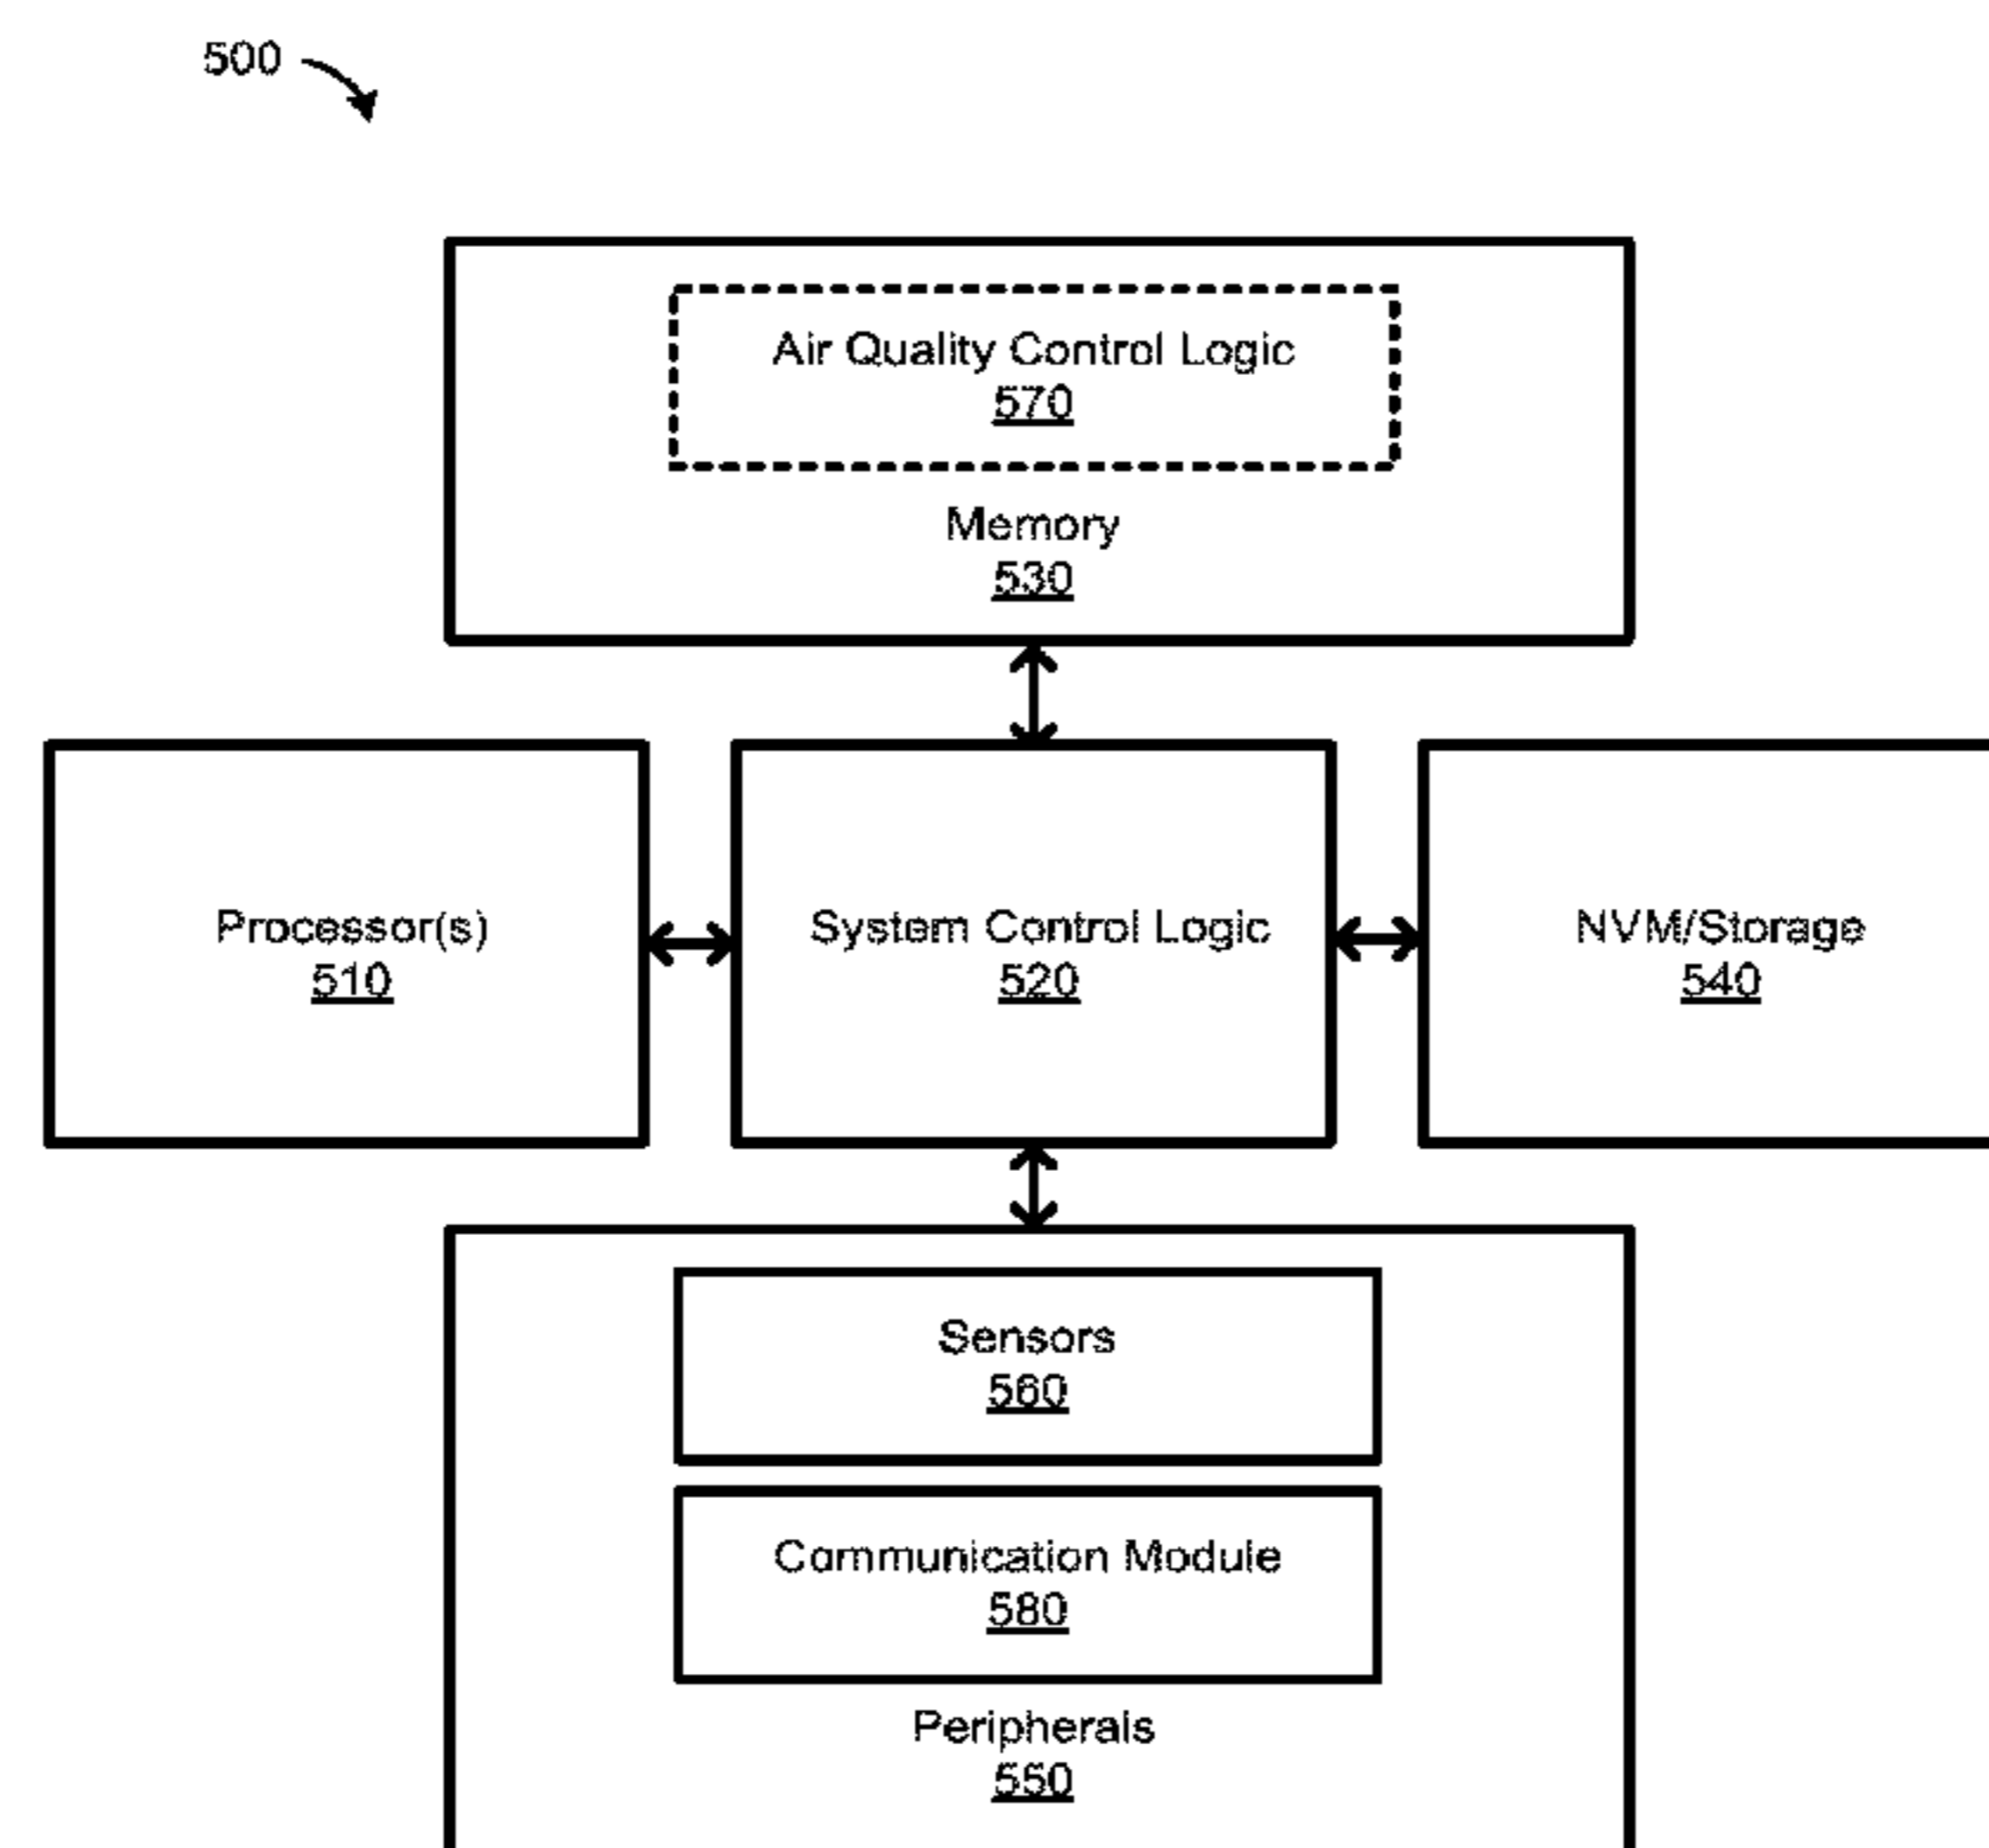 500
Air Quality Control Logic
570
Memory
530
Processor(s)
510
System Control Logic
520
NVM/Storage
540
Sensors
560
Communication Module
580
Peripherals
550